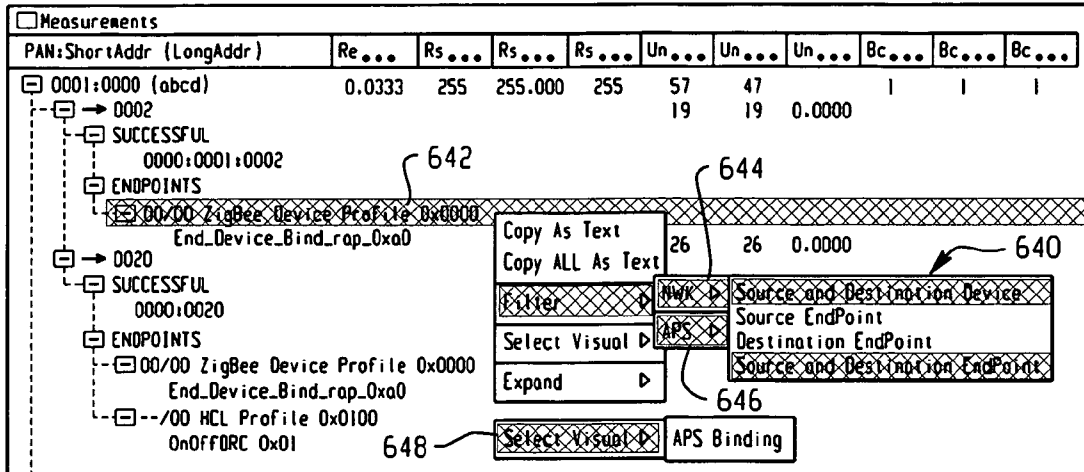 Measurements
PAN:ShortAddr (LongAddr) Re... Rs... Rs... Rs... Un... Un... Un... Bc... Bc... Bc...
0001:0000 (abcd) 0.0333 255 255.000 255 57 47 1 1 1
0002 19 19 0.0000
SUCCESSFUL
0000:0001:0002
642
644
ENDPOINTS
00/00 ZigBee Device Profile 0x0000
End_Device_Bind_rap_0xa0
Copy As Text
26 26 0.0000
640
0020
Copy ALL As Text
SUCCESSFUL
Filter
NWK
Source and Destination Device
0000:0020
Source EndPoint
ENDPOINTS
Select Visual
APS
Destination EndPoint
00/00 ZigBee Device Profile 0x0000
Source and Destination EndPoint
End_Device_Bind_rap_0xa0
Expand
646
--/00 HCL Profile 0x0100
OnOffDRC 0x01
648
Select Visual
APS Binding